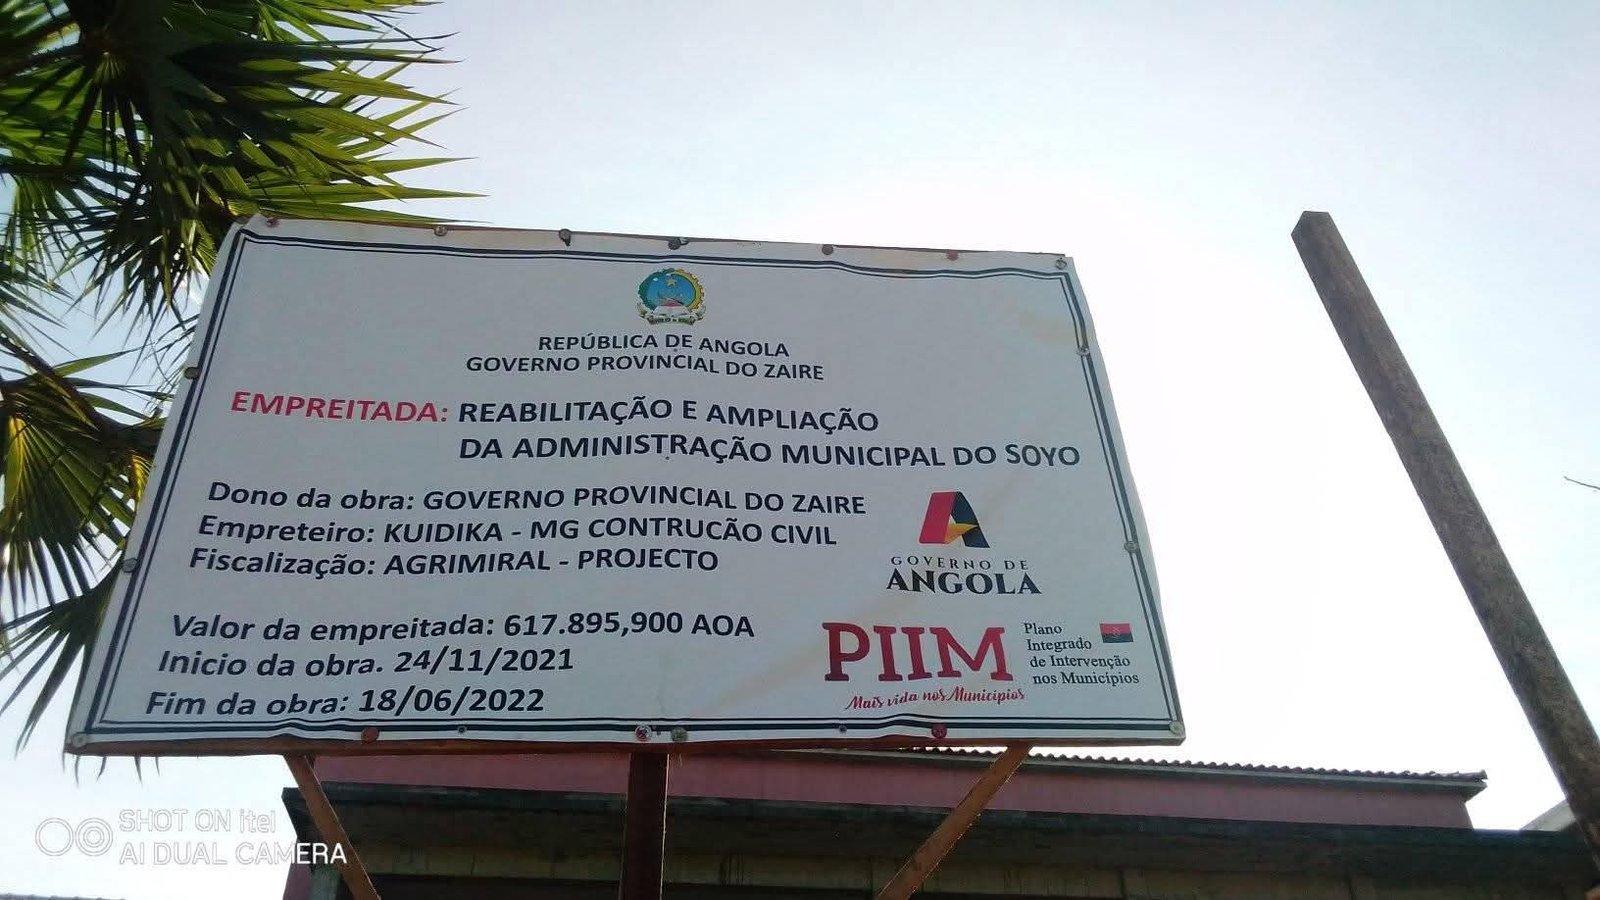 REPÚBLICA DE ANGOLA
GOVERNO PROVINCIAL DO ZAIRE
EMPREITADA: REABILITAÇÃO E AMPLIAÇÃO
DA ADMINISTRAÇÃO MUNICIPAL DO SOYO
Dono da obra: GOVERNO PROVINCIAL DO ZAIRE
Empreteiro: KUIDIKA - MG CONTRUCÃO CIVIL
Fiscalização: AGRIMIRAL - PROJECTO
GOVERNO DE
ANGOLA
Valor da empreitada: 617.895,900 AOA
Inicio da obra. 24/11/2021
Fim da obra: 18/06/2022
PIIM
Mais vida nos Municípios
Plano
Integrado
de Intervenção
nos Municípios
SHOT ON itel
AI DUAL CAMERA